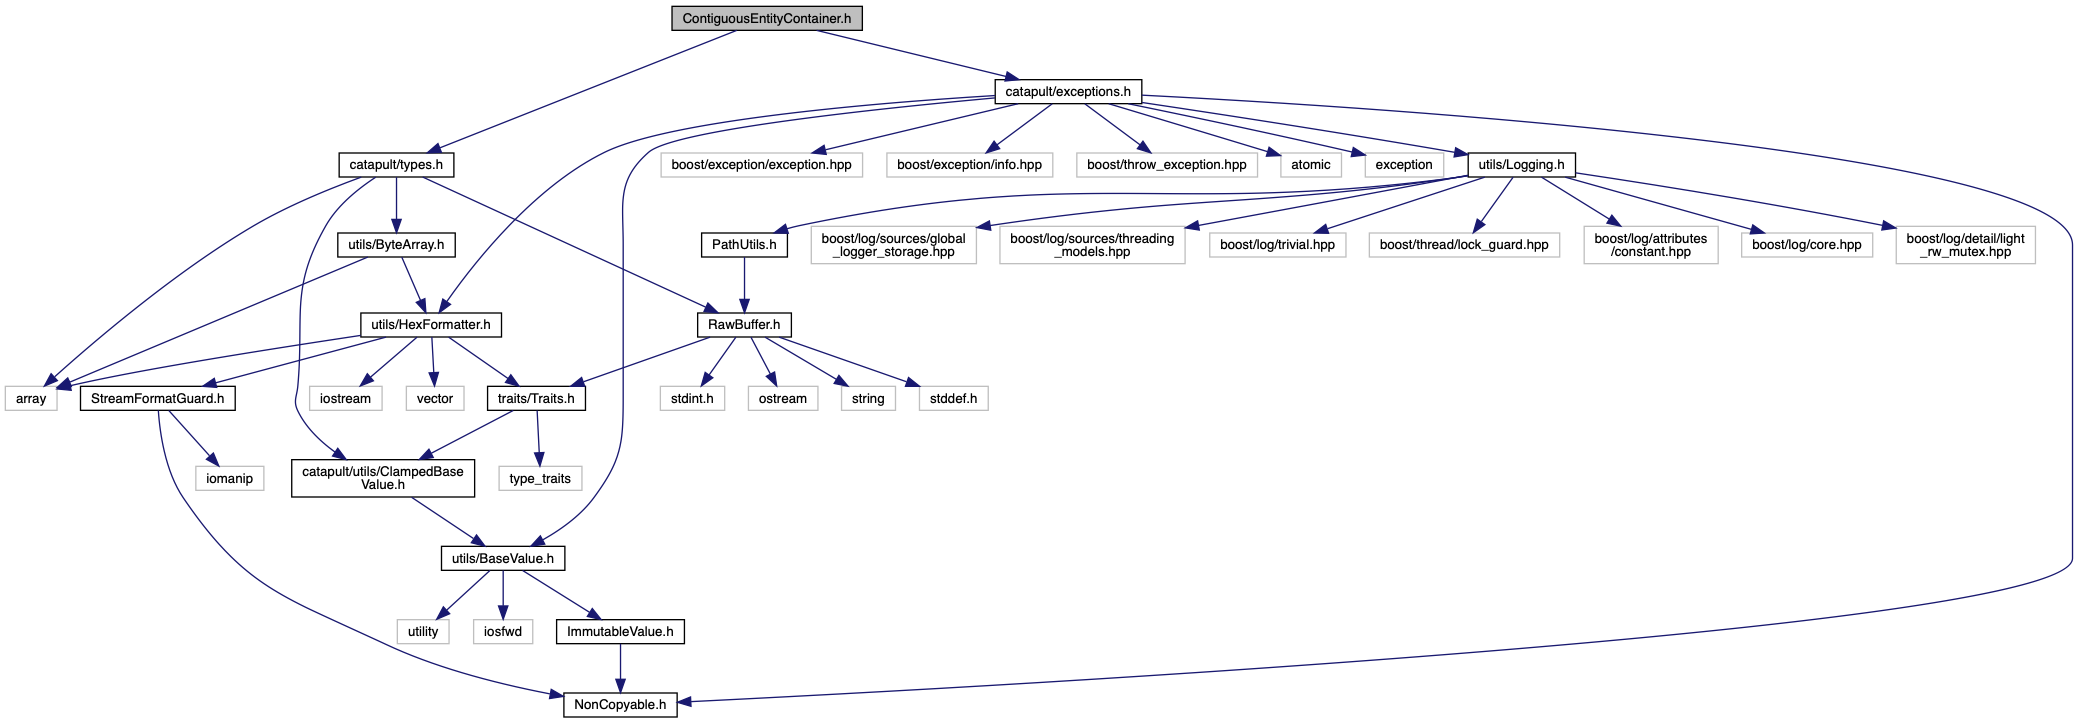 ContiguousEntityContainer.h
catapult/exceptions.h
catapult/types.h
boost/exception/exception.hpp
boost/exception/info.hpp
boost/throw_exception.hpp
atomic
exception
utils/Logging.h
utils/ByteArray.h
PathUtils.h
boost/log/sources/global
_logger_storage.hpp
boost/log/sources/threading
_models.hpp
boost/log/trivial.hpp
boost/thread/lock_guard.hpp
boost/log/attributes
/constant.hpp
boost/log/core.hpp
boost/log/detail/light
_rw_mutex.hpp
utils/HexFormatter.h
RawBuffer.h
array
StreamFormatGuard.h
iostream
vector
traits/Traits.h
stdint.h
ostream
string
stddef.h
iomanip
catapult/utils/ClampedBase
Value.h
type_traits
utils/BaseValue.h
utility
iosfwd
ImmutableValue.h
NonCopyable.h